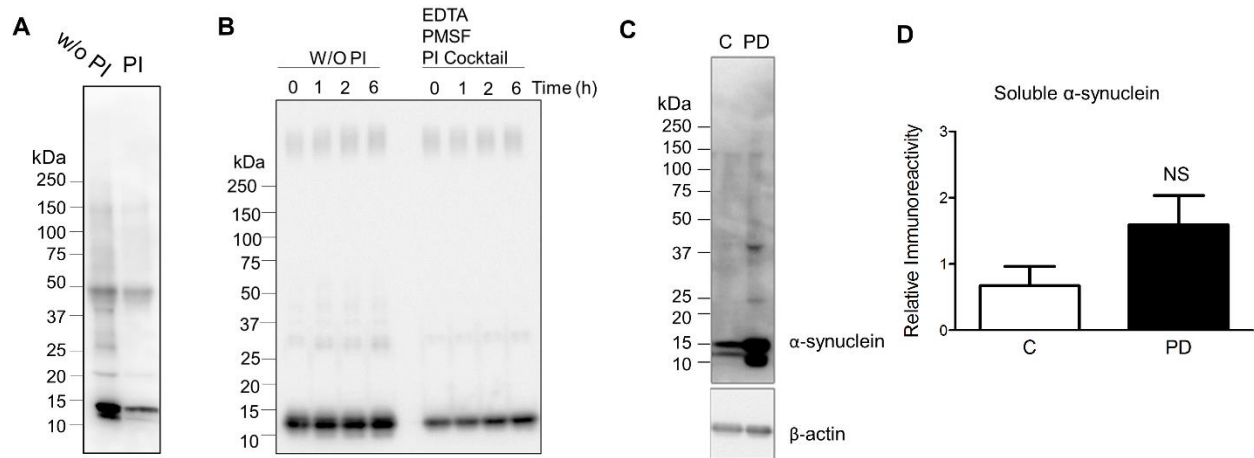 A
w/o PI PI
kDa
250
150
100
75
50
37
25
20
15
10
B
W/O PI
EDTA
PMSF
PI Cocktail
0 1 2 6 0 1 2 6 Time (h)
kDa
250
150
100
75
50
37
25
20
15
10
C
C PD
kDa
250
150
100
75
50
37
25
20
15
10
α-synuclein
β-actin
D
Soluble α-synuclein
Relative Immunoreactivity
3
2
1
0
NS
C PD